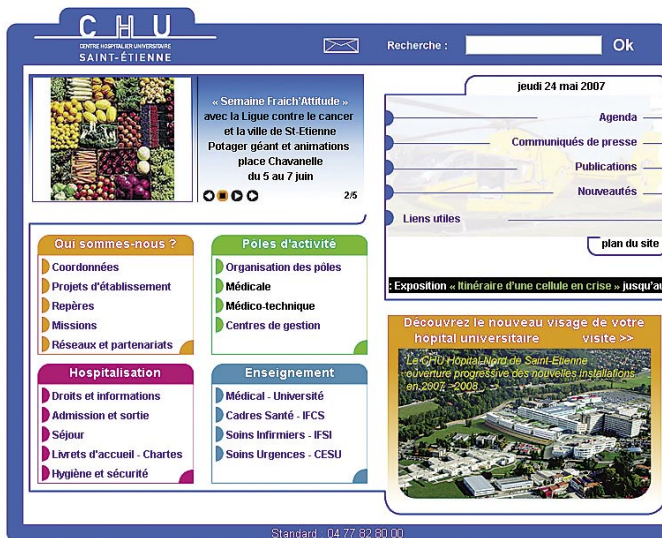 CHU
CENTRE HOSPITALIER UNIVERSITAIRE
SAINT-ÉTIENNE
Recherche :
Ok
« Semaine Fraich'Attitude »
avec la Ligue contre le cancer
et la ville de St-Etienne
Potager géant et animations
place Chavanelle
du 5 au 7 juin
2/5
jeudi 24 mai 2007
Agenda
Communiqués de presse
Publications
Nouveautés
Liens utiles
plan du site
: Exposition « Itinéraire d'une cellule en crise » jusqu'au
Qui sommes-nous ?
Coordonnées
Projets d'établissement
Repères
Missions
Réseaux et partenariats
Pôles d'activité
Organisation des pôles
Médicale
Médico-technique
Centres de gestion
Découvrez le nouveau visage de votre
hopital universitaire visite >>
Le CHU Hôpital Nord de Saint-Etienne
ouverture progressive des nouvelles installations
en 2007 >2008
Hospitalisation
Droits et informations
Admission et sortie
Séjour
Livrets d'accueil - Chartes
Hygiène et sécurité
Enseignement
Médical - Université
Cadres Santé - IFCS
Soins Infirmiers - IFSI
Soins Urgences - CESU
Standard : 04 77 82 80 00